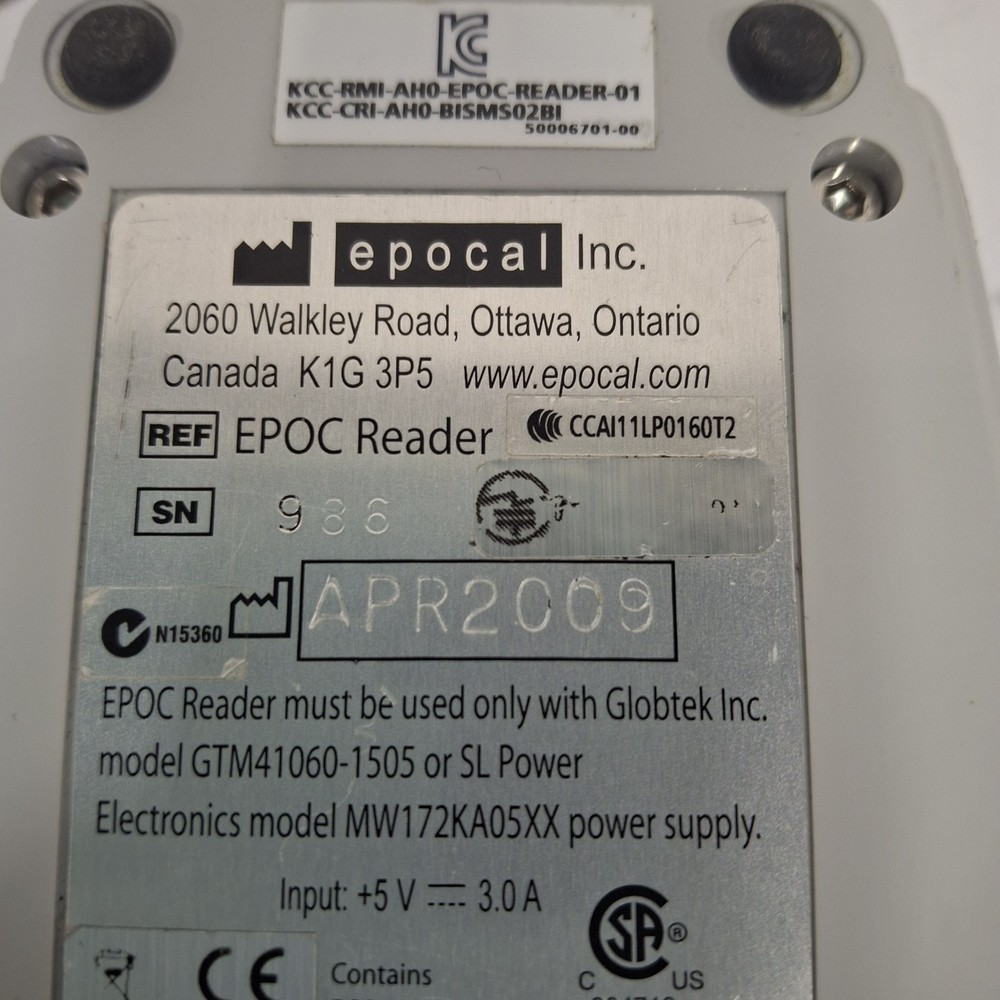 KCC-RMI-AH0-EPOC-READER-01
KCC-CRI-AH0-BISMS02BI
50006701-00
epocal Inc.
2060 Walkley Road, Ottawa, Ontario
Canada K1G 3P5 www.epocal.com
REF EPOC Reader CCAI11LP0160T2
SN 986
N15360 APR2009
EPOC Reader must be used only with Globtek Inc.
model GTM41060-1505 or SL Power
Electronics model MW172KA05XX power supply.
Input: +5 V 3.0 A
CSA ®
CE Contains C US